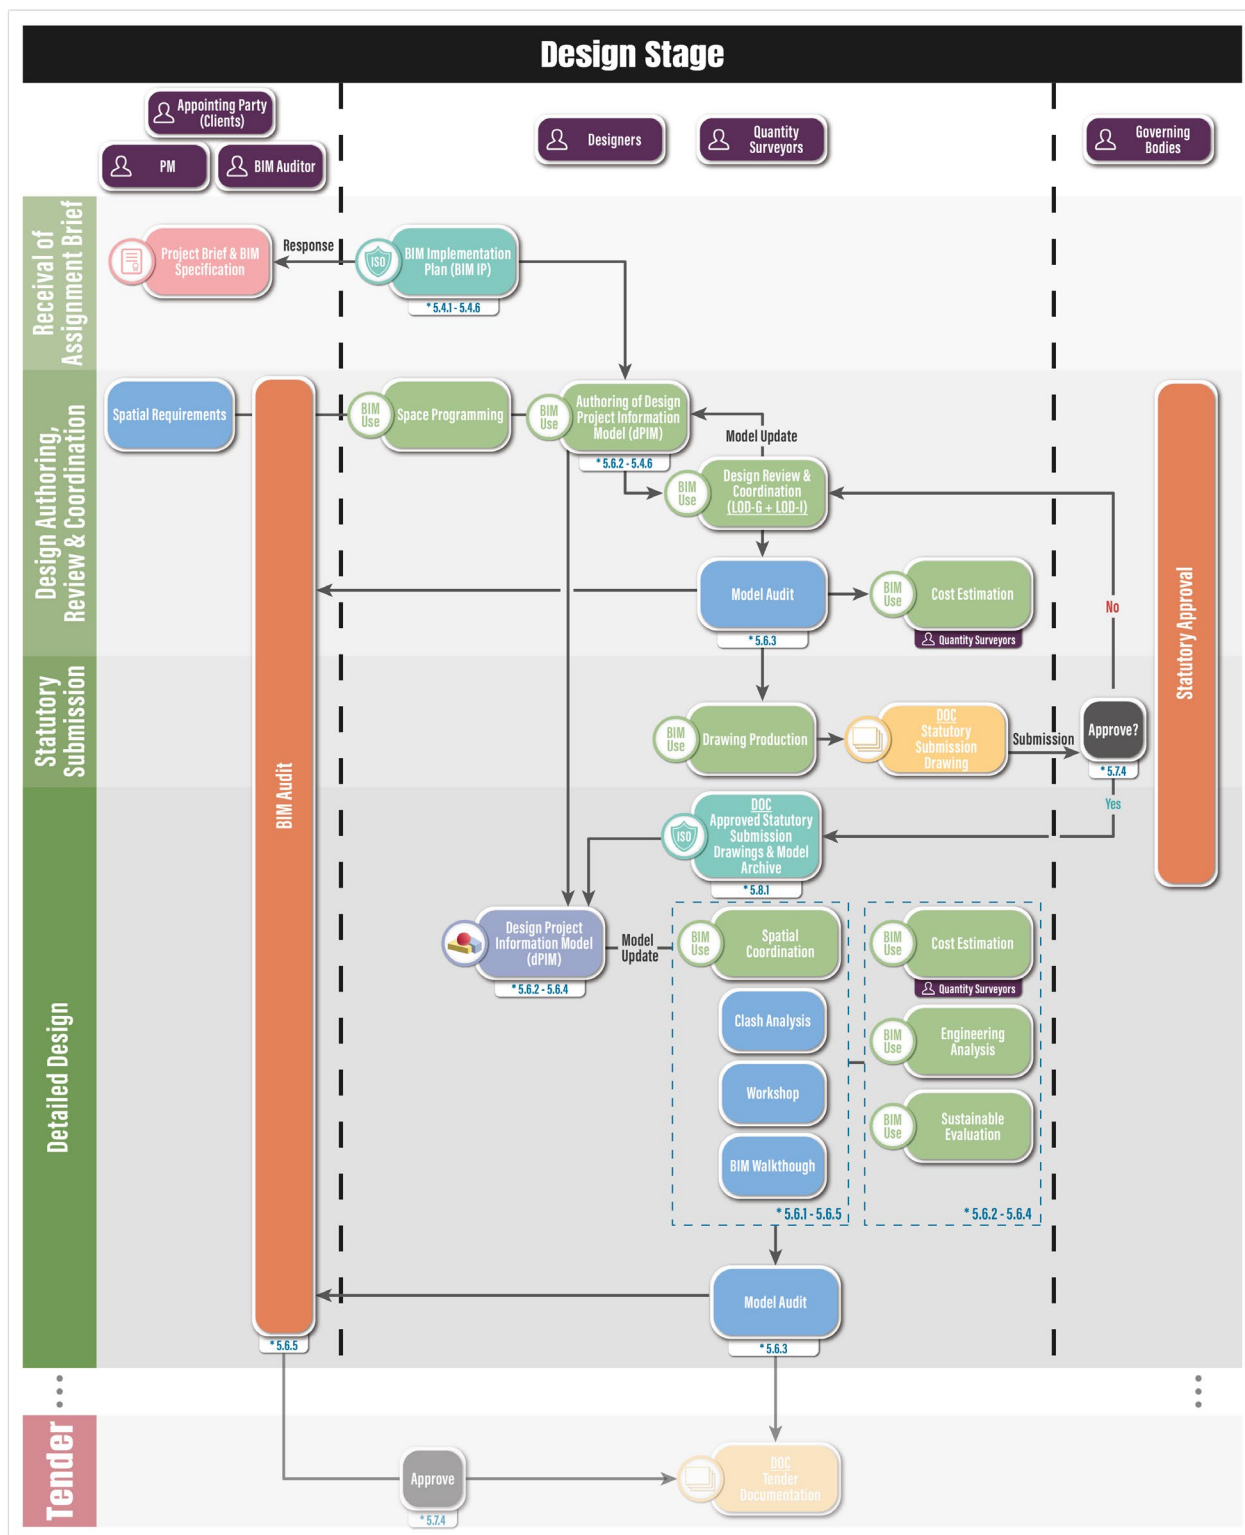 Design Stage
Appointing Party
(Clients)
PM
BIM Auditor
Designers
Quantity
Surveyors
Governing
Bodies
Receival of
Assignment Brief
Project Brief & BIM
Specification
Response
ISO
BIM Implementation
Plan (BIM IP)
* 5.4.1 - 5.4.6
Design Authoring,
Review & Coordination
Spatial Requirements
BIM
Use
Space Programming
BIM
Use
Authoring of Design
Project Information
Model (dPIM)
* 5.6.2 - 5.4.6
Model Update
BIM
Use
Design Review &
Coordination
(LOD-G + LOD-I)
Model Audit
* 5.6.3
BIM
Use
Cost Estimation
Quantity Surveyors
No
Statutory Approval
Statutory
Submission
BIM
Use
Drawing Production
DOC
Statutory
Submission
Drawing
Submission
Approve?
* 5.7.4
Yes
BIM Audit
Detailed Design
ISO
DOC
Approved Statutory
Submission
Drawings & Model
Archive
* 5.8.1
Design Project
Information Model
(dPIM)
* 5.6.2 - 5.6.4
Model
Update
BIM
Use
Spatial
Coordination
Clash Analysis
Workshop
BIM Walkthough
* 5.6.1 - 5.6.5
BIM
Use
Cost Estimation
Quantity Surveyors
BIM
Use
Engineering
Analysis
BIM
Use
Sustainable
Evaluation
* 5.6.2 - 5.6.4
Model Audit
* 5.6.3
* 5.6.5
Tender
Approve
* 5.7.4
DOC
Tender
Documentation